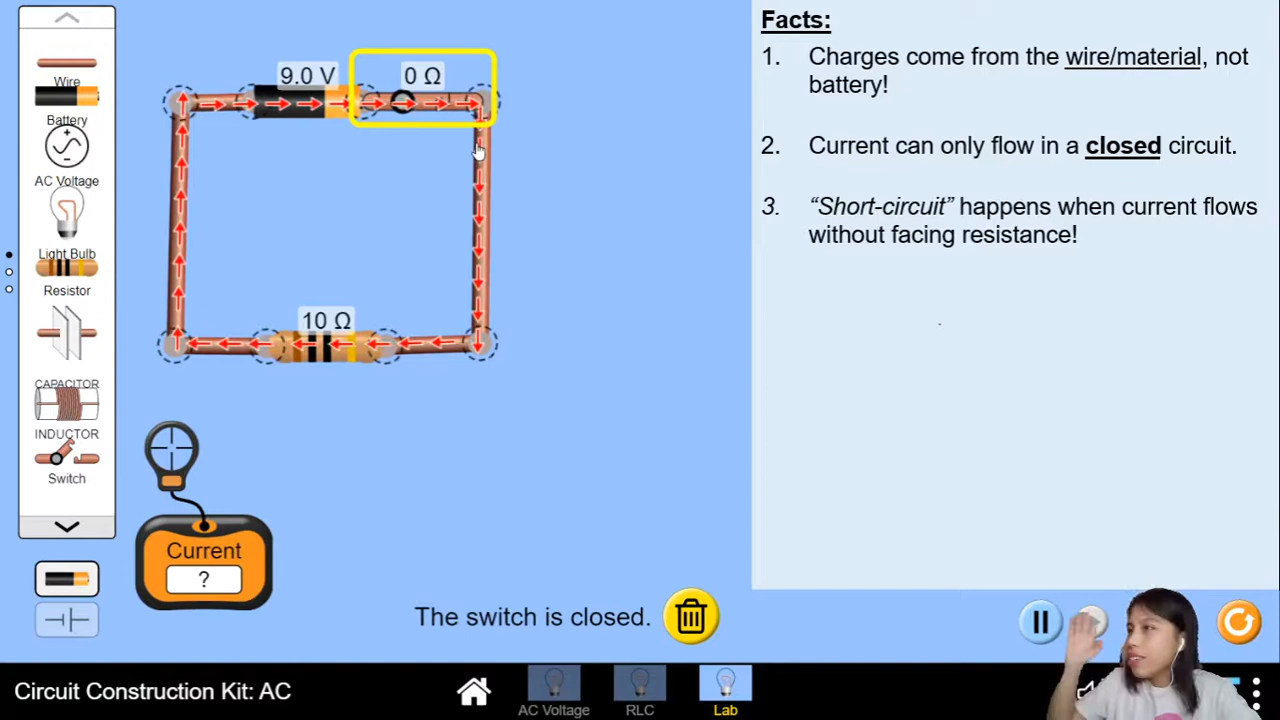 Wire
Battery
AC Voltage
Light Bulb
Resistor
CAPACITOR
INDUCTOR
Switch
9.0 V
0 Ω
10 Ω
Current
?
The switch is closed.
Facts:
1. Charges come from the wire/material, not
battery!
2. Current can only flow in a closed circuit.
3. “Short-circuit” happens when current flows
without facing resistance!
Circuit Construction Kit: AC
AC Voltage
RLC
Lab